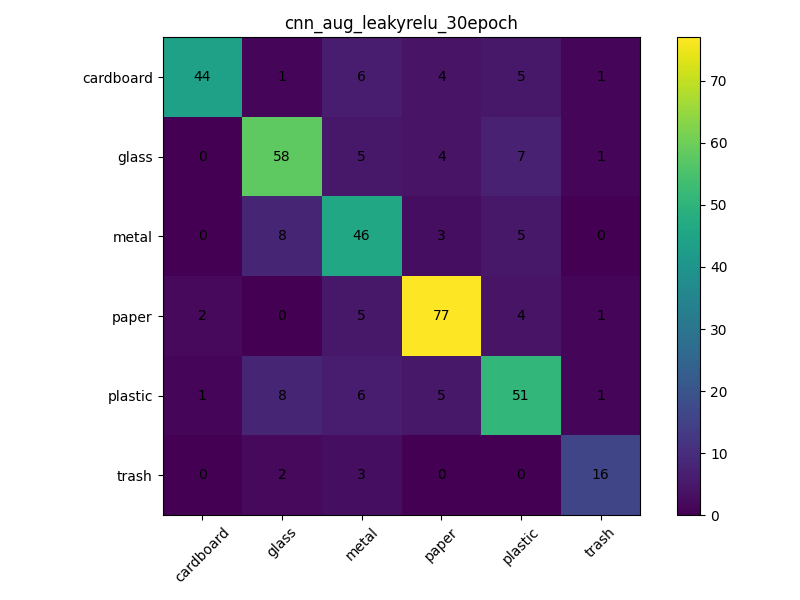 cnn_aug_leakyrelu_30epoch
cardboard 44 1 6 4 5 1
glass 0 58 5 4 7 1
metal 0 8 46 3 5 0
paper 2 0 5 77 4 1
plastic 1 8 6 5 51 1
trash 0 2 3 0 0 16
cardboard glass metal paper plastic trash
70
60
50
40
30
20
10
0